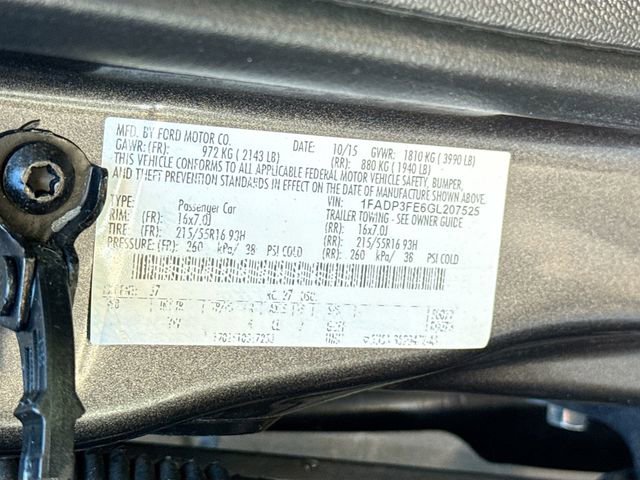 MFD. BY FORD MOTOR CO. DATE: 10/15 GVWR: 1810 KG ( 3990 LB)
GAWR: (FR): 972 KG ( 2143 LB) (RR): 880 KG ( 1940 LB)
THIS VEHICLE CONFORMS TO ALL APPLICABLE FEDERAL MOTOR VEHICLE SAFETY, BUMPER,
AND THEFT PREVENTION STANDARDS IN EFFECT ON THE DATE OF MANUFACTURE SHOWN ABOVE.
VIN: 1FADP3FE6GL207525
TYPE: Passenger Car TRAILER TOWING - SEE OWNER GUIDE
RIM: (FR) 16x7.0J (RR) 16x7.0J
TIRE (FR) 215/55R16 93H (RR) 215/55R16 93H
PRESSURE: (FR) 260 kPa/ 38 PSI COLD (RR) 260 kPa/ 38 PSI COLD